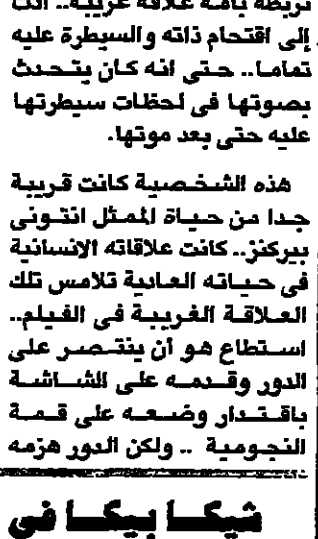 تربطه بأمه علاقة غريبة.. أدت
إلى اقتحام ذاته والسيطرة عليه
تماما.. حتى انه كان يتحدث
بصوتها فى لحظات سيطرتها
عليه حتى بعد موتها.
هذه الشخصية كانت قريبة
جدا من حياة الممثل انتونى
بيركنز.. كانت علاقاته الانسانية
فى حياته العادية تلامس تلك
العلاقة الغريبة فى الفيلم..
استطاع هو أن ينتصر على
الدور وقدمه على الشاشة
باقتدار وضعه على قمة
النجومية .. ولكن الدور هزمه
شيكا بيكا فى